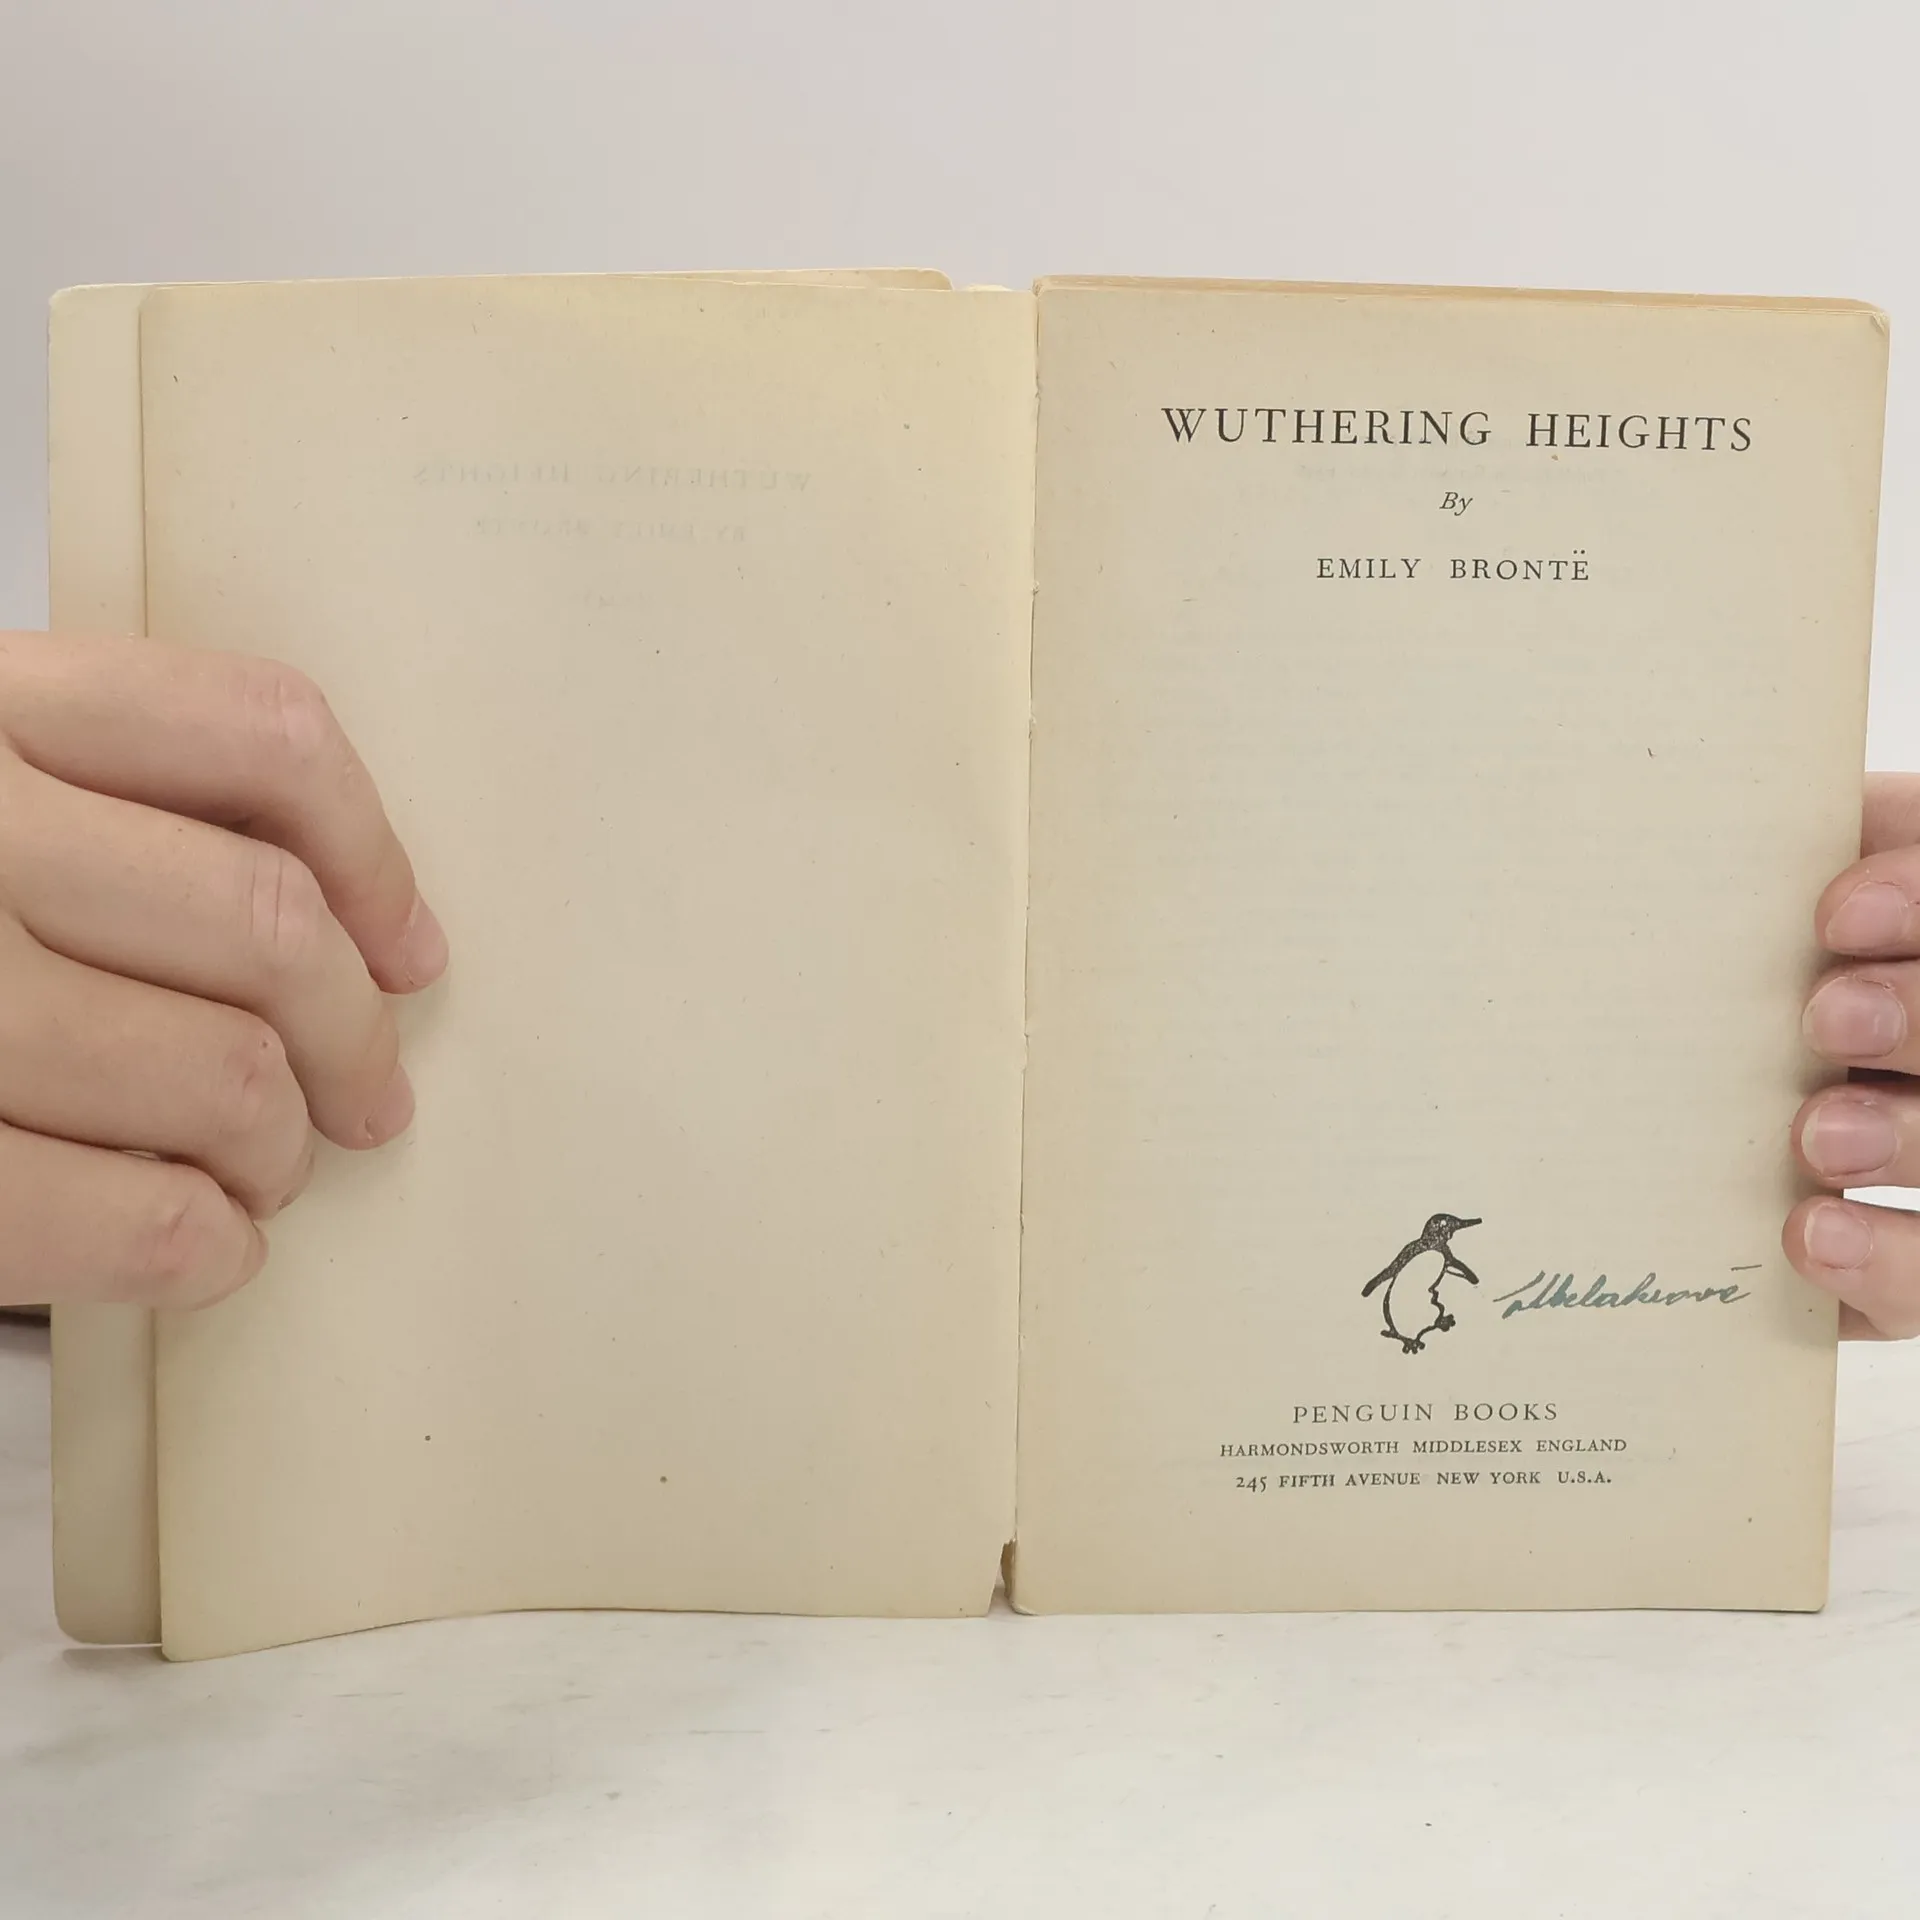 WUTHERING HEIGHTS
By
EMILY BRONTË
PENGUIN BOOKS
HARMONDSWORTH MIDDLESEX ENGLAND
245 FIFTH AVENUE NEW YORK U.S.A.